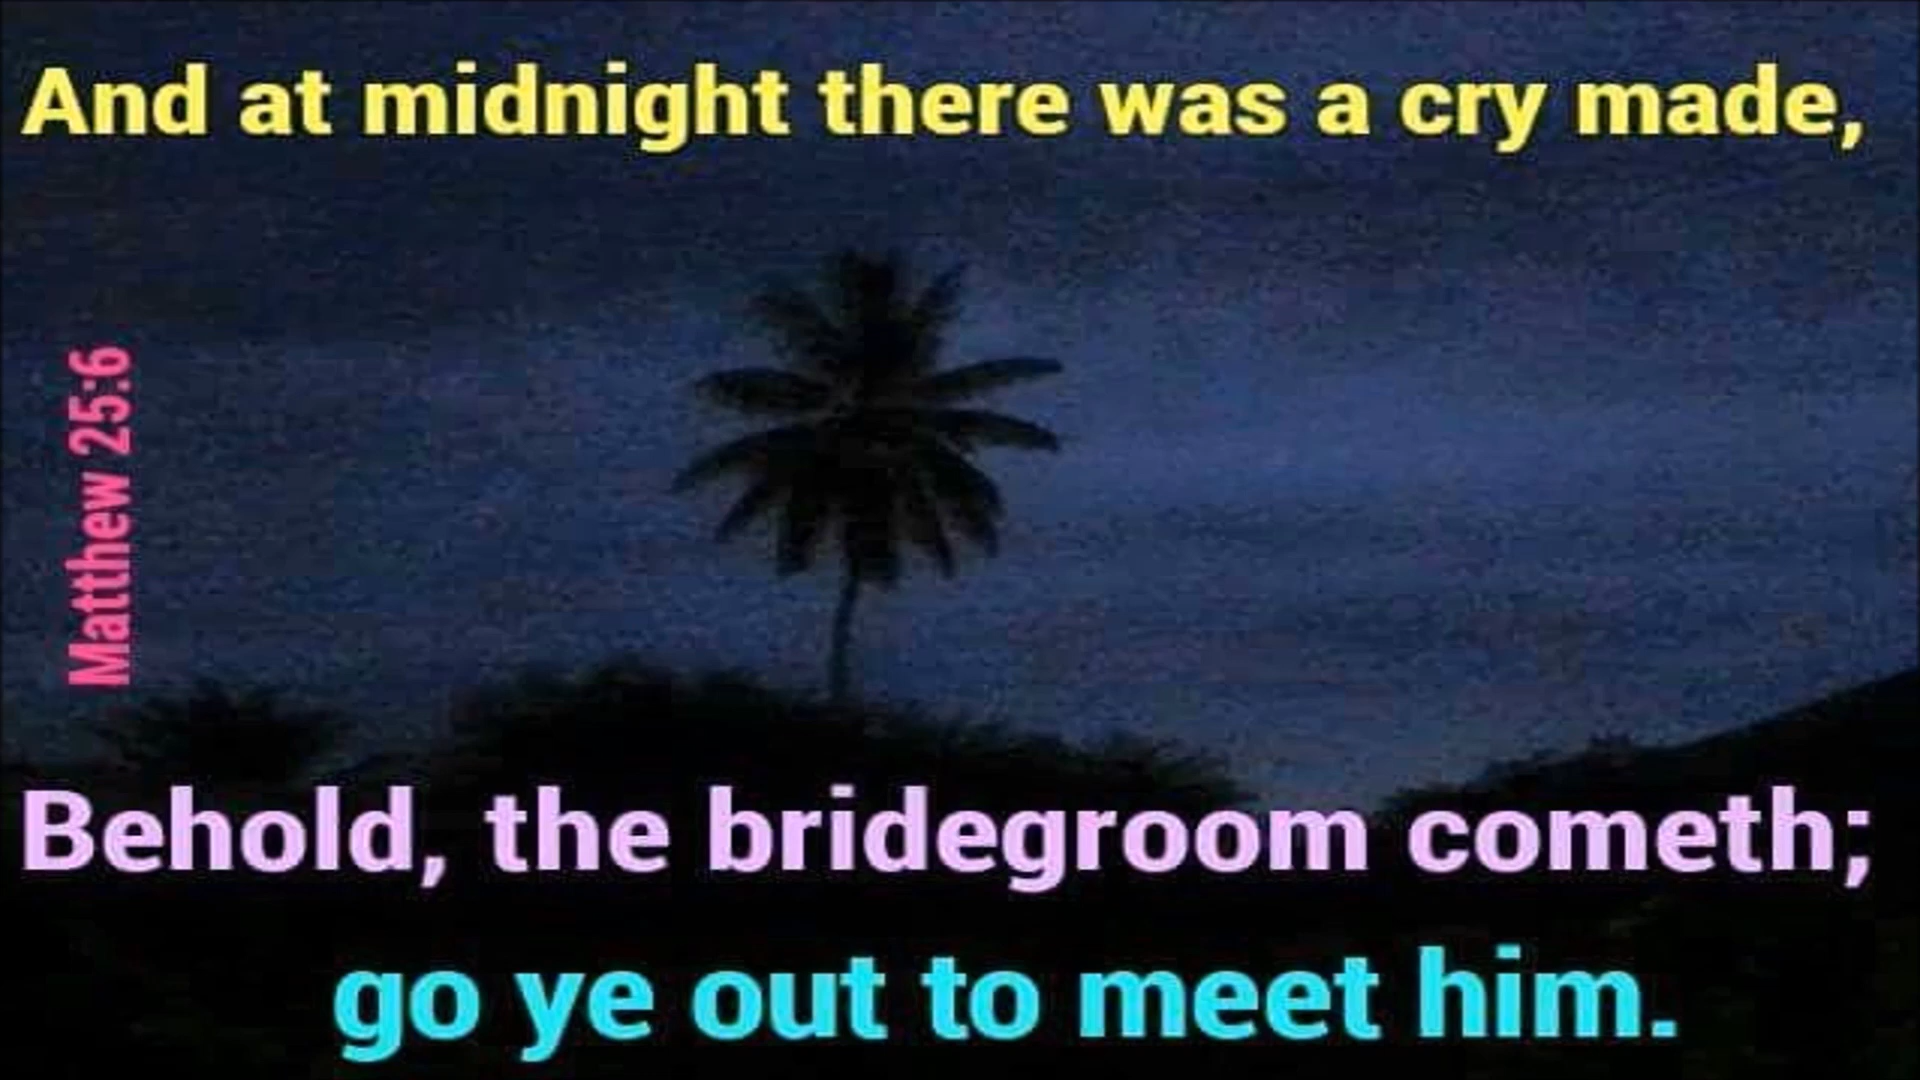 And at midnight there was a cry made,
Matthew 25:6
Behold, the bridegroom cometh;
go ye out to meet him.